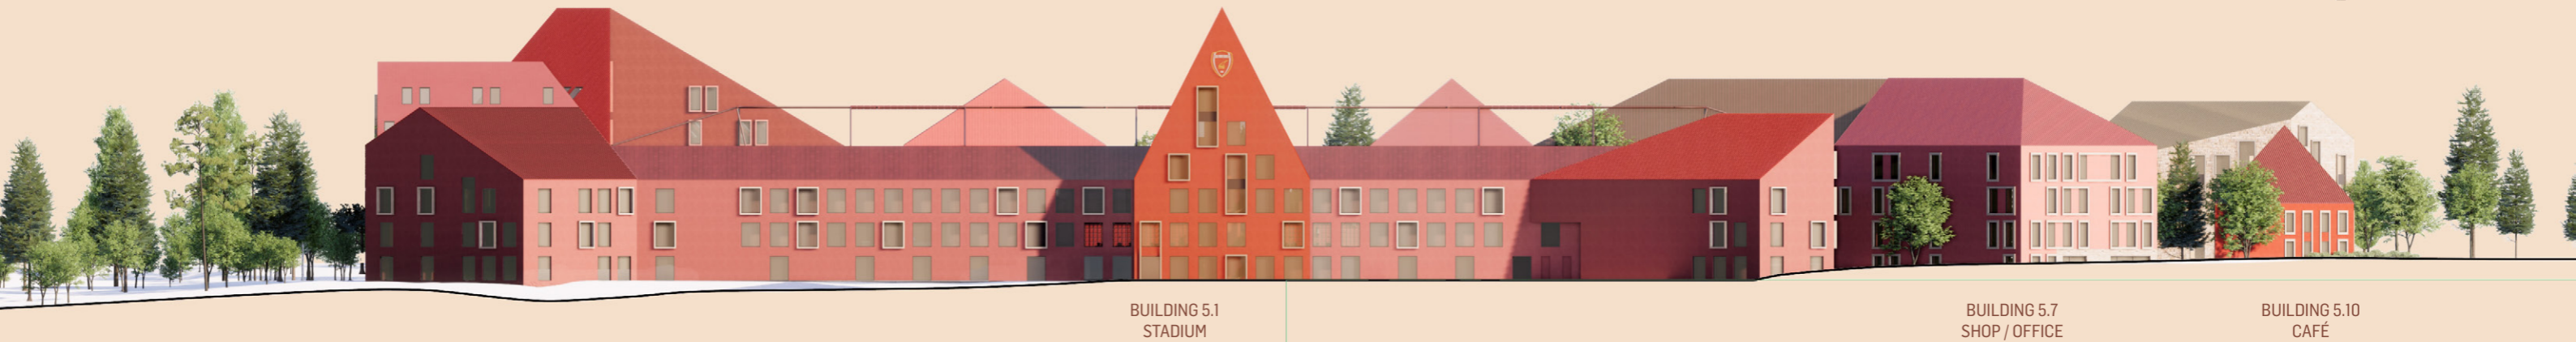 BUILDING 5.1
STADIUM
BUILDING 5.7
SHOP / OFFICE
BUILDING 5.10
CAFÉ